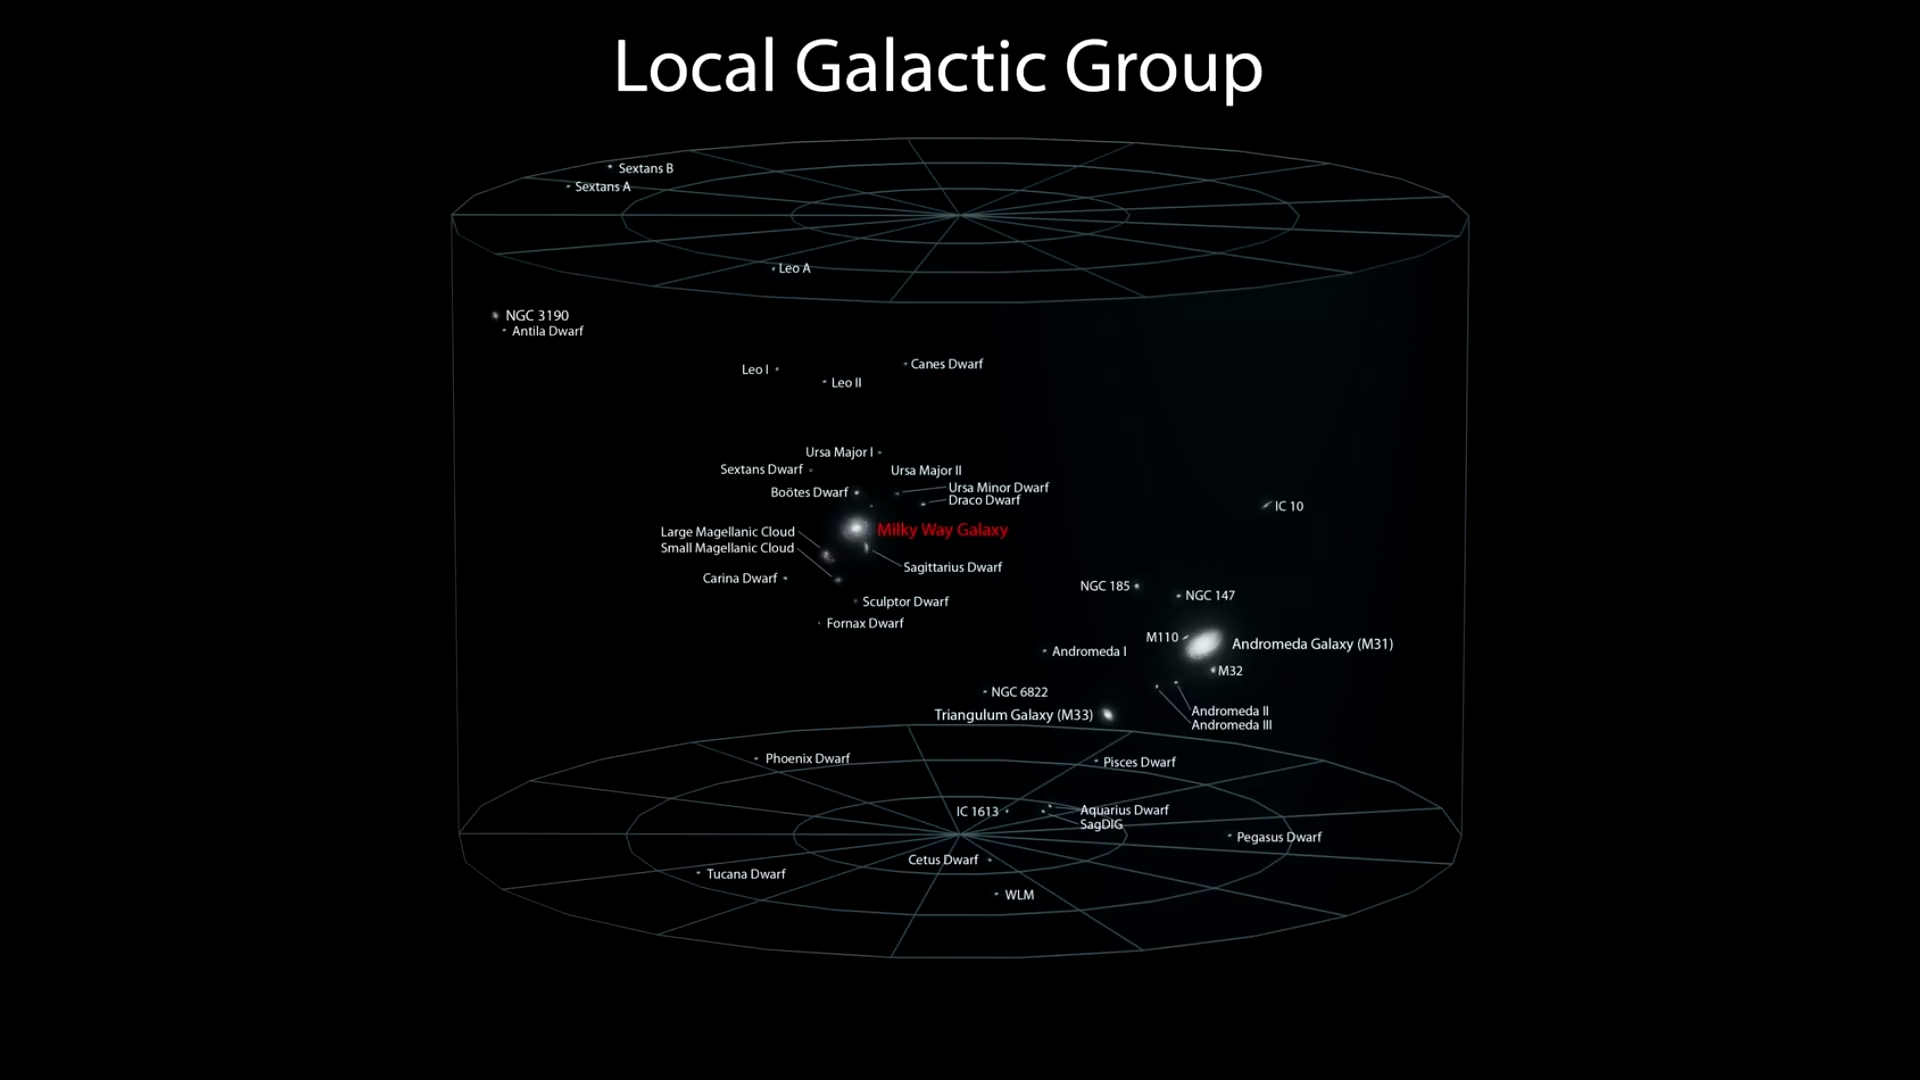 Local Galactic Group
Sextans B
Sextans A
Leo A
NGC 3190
Antila Dwarf
Canes Dwarf
Leo I
Leo II
Ursa Major I
Sextans Dwarf
Ursa Major II
Ursa Minor Dwarf
Boötes Dwarf
Draco Dwarf
IC 10
Milky Way Galaxy
Large Magellanic Cloud
Small Magellanic Cloud
Sagittarius Dwarf
Carina Dwarf
NGC 185
NGC 147
Sculptor Dwarf
Fornax Dwarf
M110
Andromeda Galaxy (M31)
Andromeda I
M32
NGC 6822
Andromeda II
Triangulum Galaxy (M33)
Andromeda III
Phoenix Dwarf
Pisces Dwarf
IC 1613
Aquarius Dwarf
SagDIG
Pegasus Dwarf
Cetus Dwarf
Tucana Dwarf
WLM